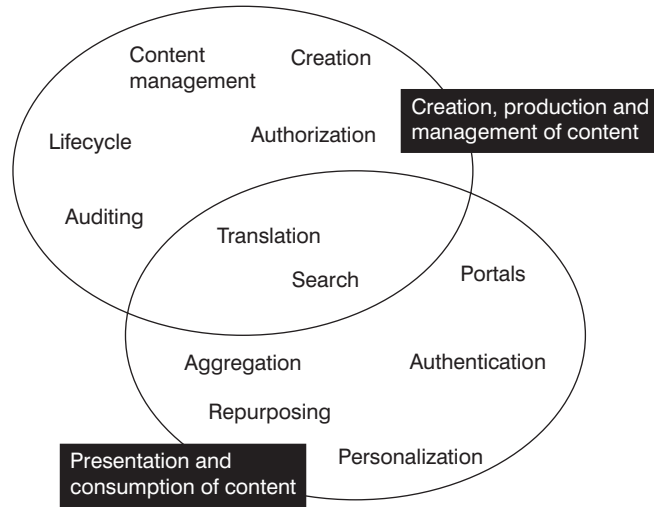 Content
management
Creation
Creation, production and
management of content
Lifecycle
Authorization
Auditing
Translation
Search
Portals
Aggregation
Authentication
Repurposing
Personalization
Presentation and
consumption of content